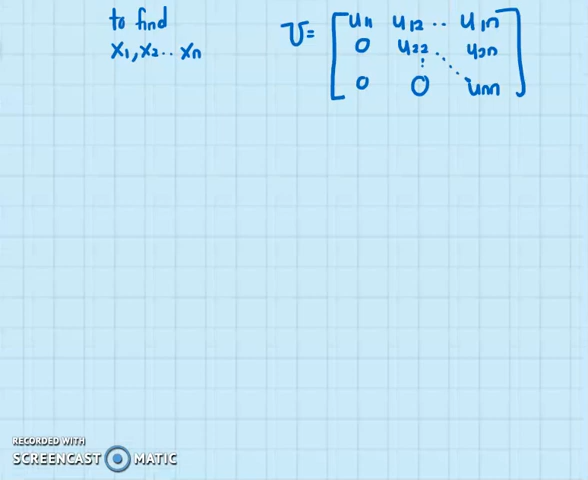 to find
x₁, x₂ .. xn
U = [ u₁₁ u₁₂ .. u₁n
0 u₂₂ . u₂n
: ⋱
0 0 unn ]
RECORDED WITH
SCREENCAST MATIC